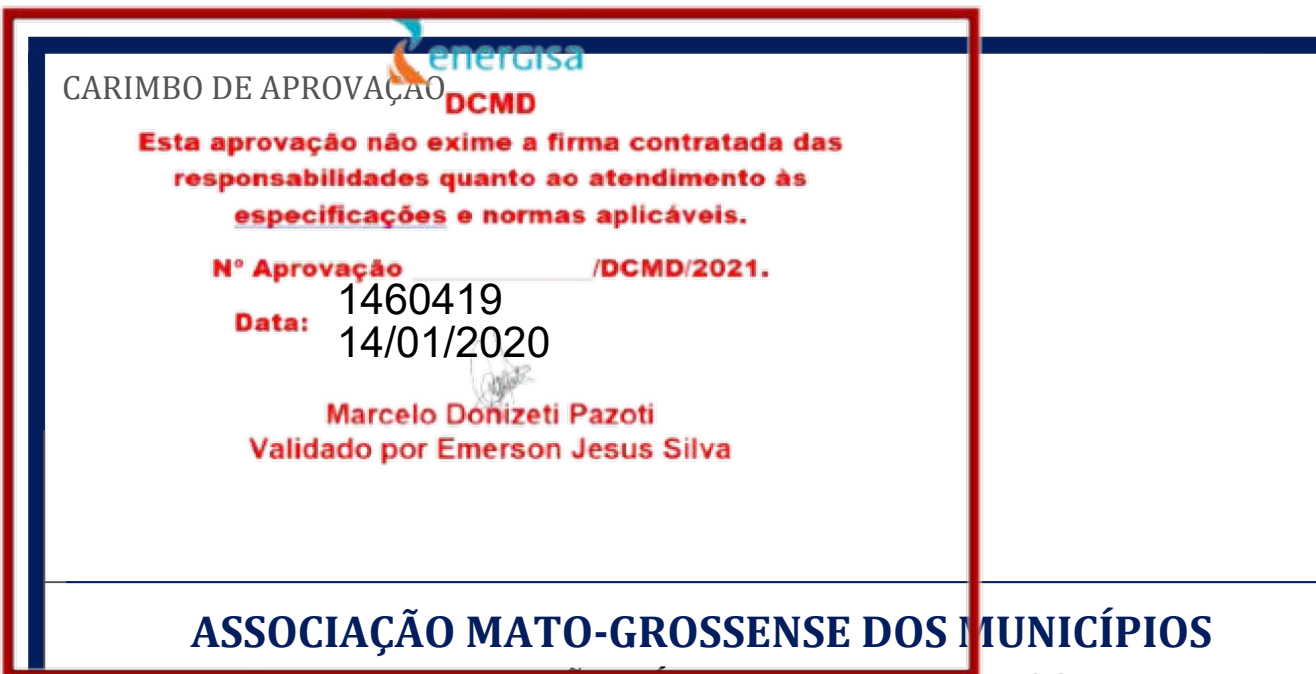 energisa
CARIMBO DE APROVAÇÃO
DCMD
Esta aprovação não exime a firma contratada das
responsabilidades quanto ao atendimento às
especificações e normas aplicáveis.
Nº Aprovação ____________/DCMD/2021.
1460419
Data:
14/01/2020
Marcelo Donizeti Pazoti
Validado por Emerson Jesus Silva
ASSOCIAÇÃO MATO-GROSSENSE DOS MUNICÍPIOS